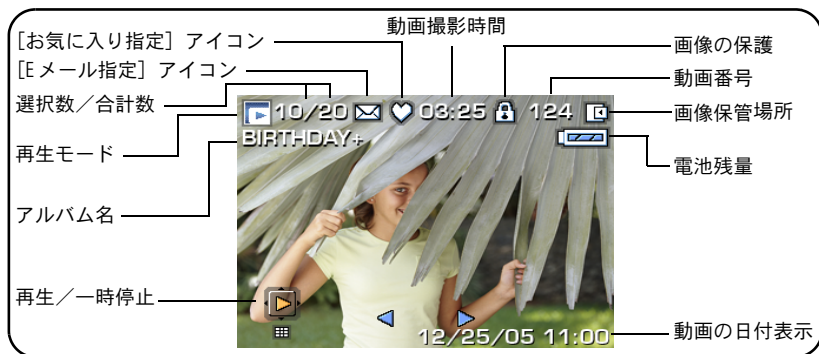 [お気に入り指定] アイコン
[Eメール指定] アイコン
選択数／合計数
再生モード
アルバム名
再生／一時停止
動画撮影時間
画像の保護
動画番号
画像保管場所
電池残量
動画の日付表示
10/20 03:25 124
BIRTHDAY+
12/25/05 11:00